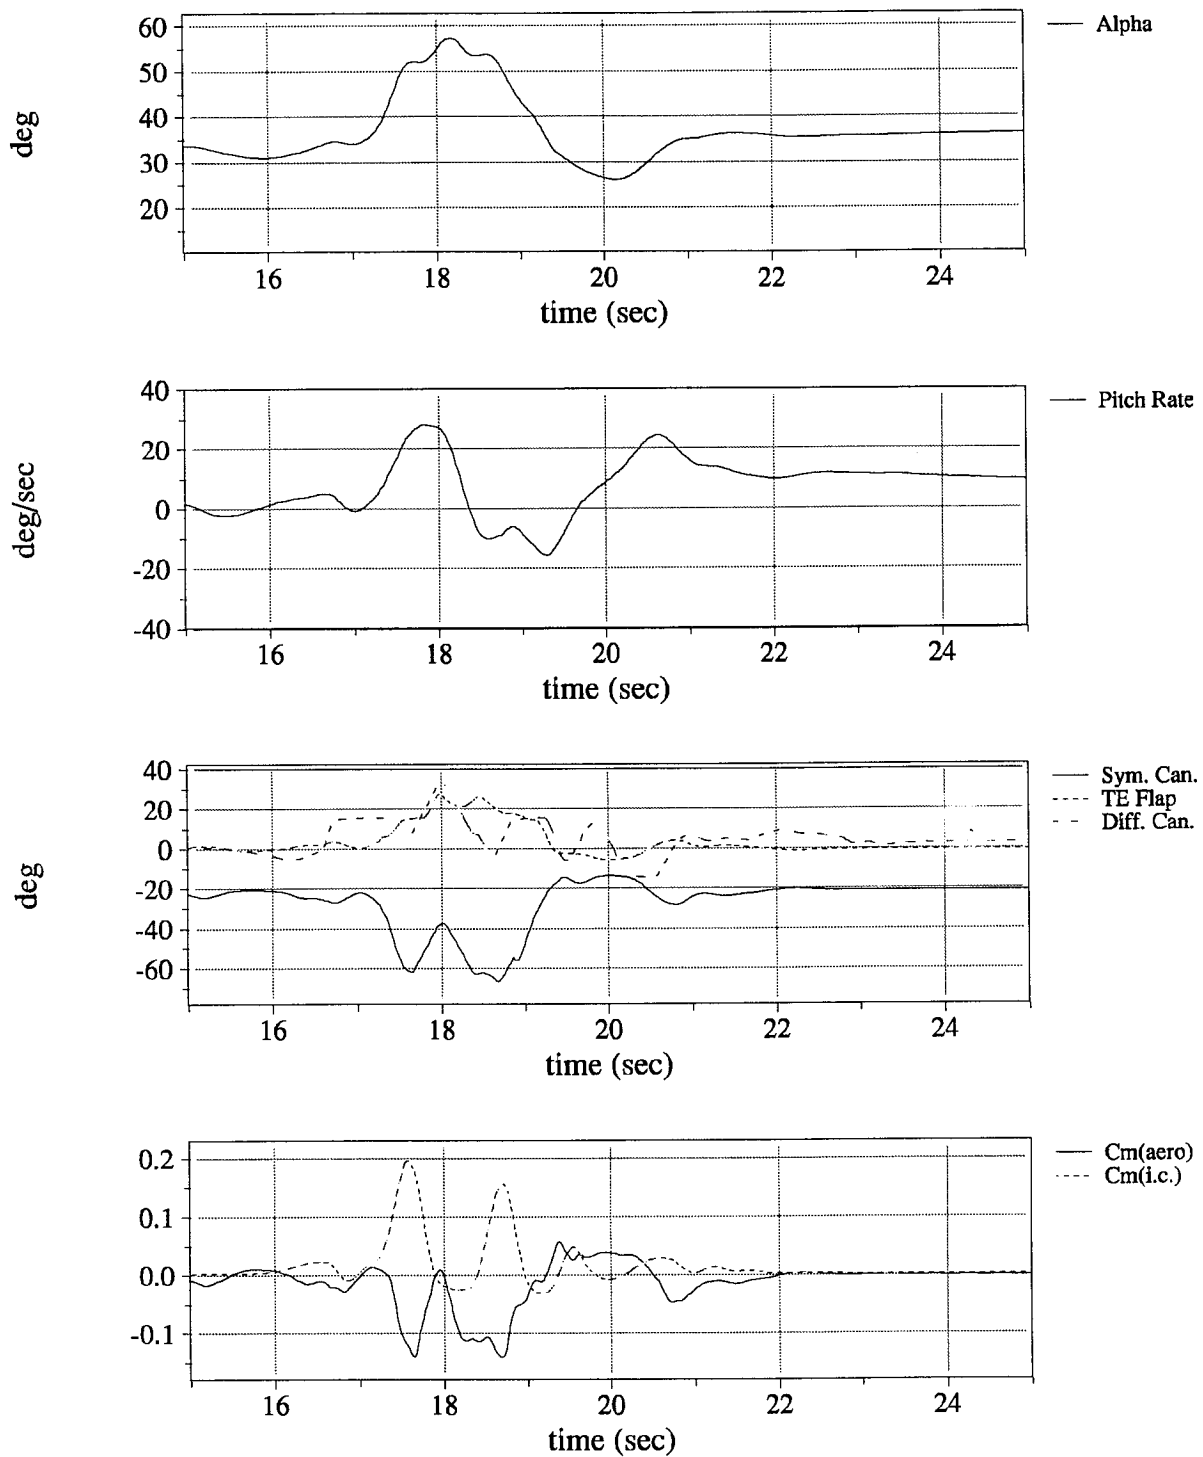 60
50
40
30
20
deg
Alpha
16 18 20 22 24
time (sec)
40
20
0
-20
-40
deg/sec
Pitch Rate
16 18 20 22 24
time (sec)
40
20
0
-20
-40
-60
deg
Sym. Can.
TE Flap
Diff. Can.
16 18 20 22 24
time (sec)
0.2
0.1
0.0
-0.1
Cm(aero)
Cm(i.c.)
16 18 20 22 24
time (sec)